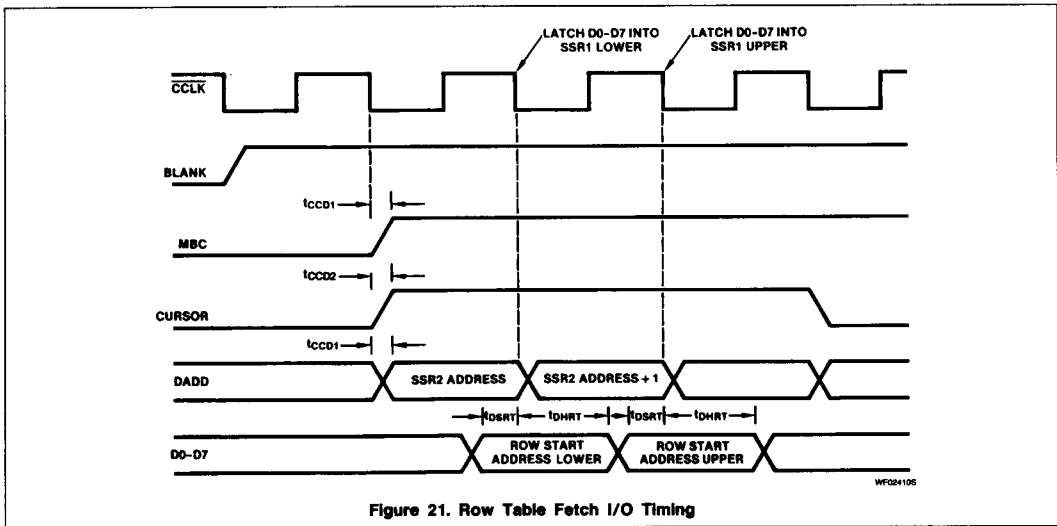 LATCH D0-D7 INTO
SSR1 LOWER
LATCH D0-D7 INTO
SSR1 UPPER
CCLK
BLANK
tCCD1
MBC
tCCD2
CURSOR
tCCD1
DADD
SSR2 ADDRESS
SSR2 ADDRESS + 1
tDSRT
tDHRT
tDSRT
tDHRT
D0-D7
ROW START
ADDRESS LOWER
ROW START
ADDRESS UPPER
WF02410S
Figure 21. Row Table Fetch I/O Timing